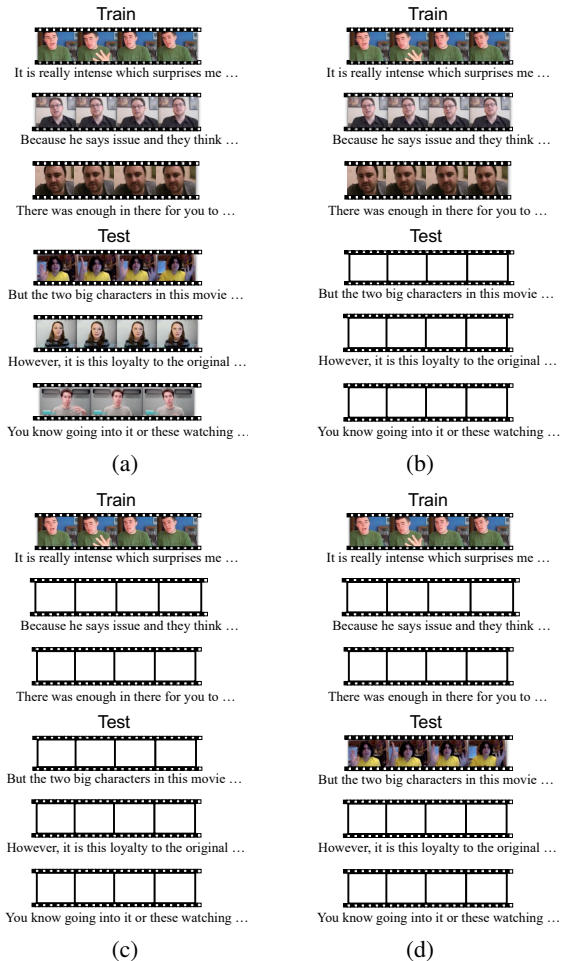 Train
It is really intense which surprises me …
Because he says issue and they think …
There was enough in there for you to …
Test
But the two big characters in this movie …
However, it is this loyalty to the original …
You know going into it or these watching …
(a)
Train
It is really intense which surprises me …
Because he says issue and they think …
There was enough in there for you to …
Test
But the two big characters in this movie …
However, it is this loyalty to the original …
You know going into it or these watching …
(b)
Train
It is really intense which surprises me …
Because he says issue and they think …
There was enough in there for you to …
Test
But the two big characters in this movie …
However, it is this loyalty to the original …
You know going into it or these watching …
(c)
Train
It is really intense which surprises me …
Because he says issue and they think …
There was enough in there for you to …
Test
But the two big characters in this movie …
However, it is this loyalty to the original …
You know going into it or these watching …
(d)